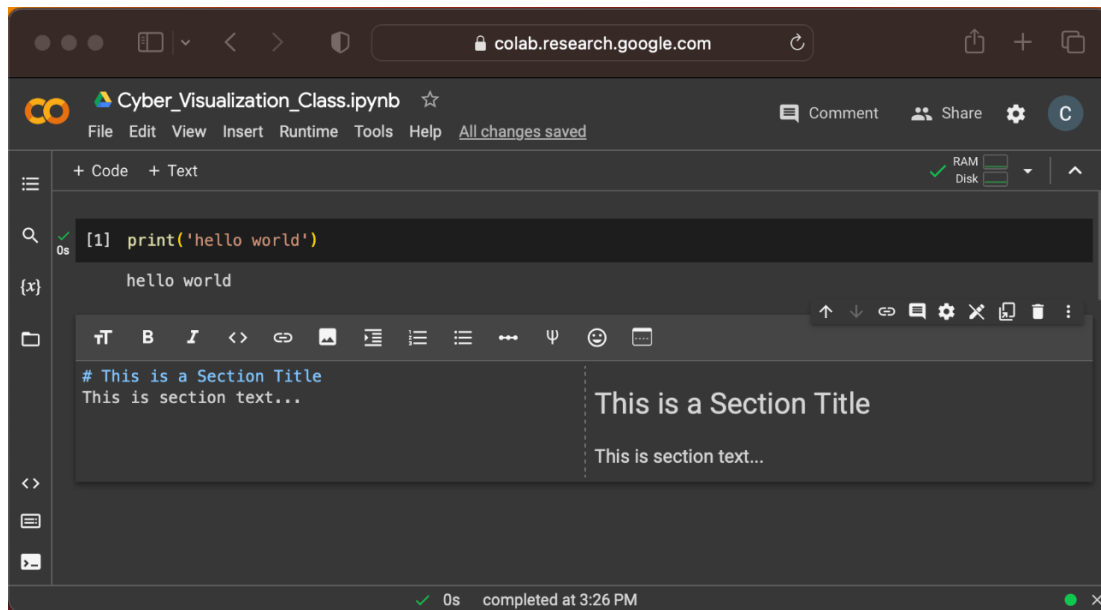 colab.research.google.com
Cyber_Visualization_Class.ipynb
Comment Share C
File Edit View Insert Runtime Tools Help All changes saved
+ Code + Text
RAM
Disk
[1] print('hello world')
0s
hello world
{x}
# This is a Section Title
This is section text...
This is a Section Title
This is section text...
0s completed at 3:26 PM